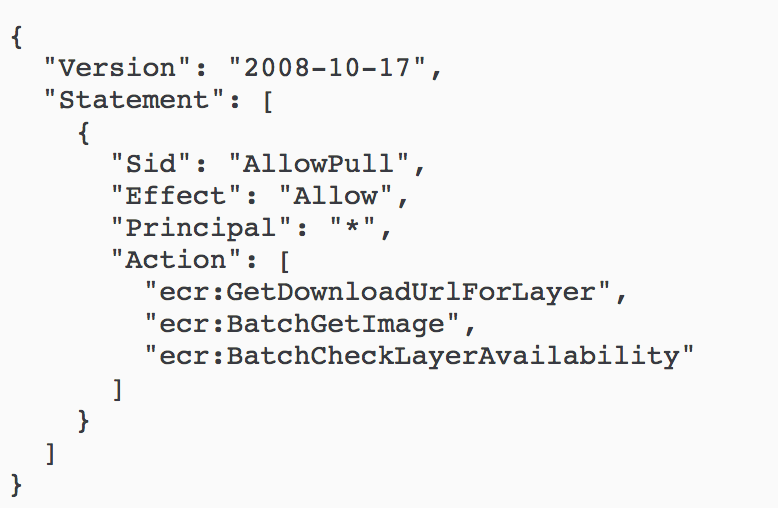 {
  "Version": "2008-10-17",
  "Statement": [
    {
      "Sid": "AllowPull",
      "Effect": "Allow",
      "Principal": "*",
      "Action": [
        "ecr:GetDownloadUrlForLayer",
        "ecr:BatchGetImage",
        "ecr:BatchCheckLayerAvailability"
      ]
    }
  ]
}